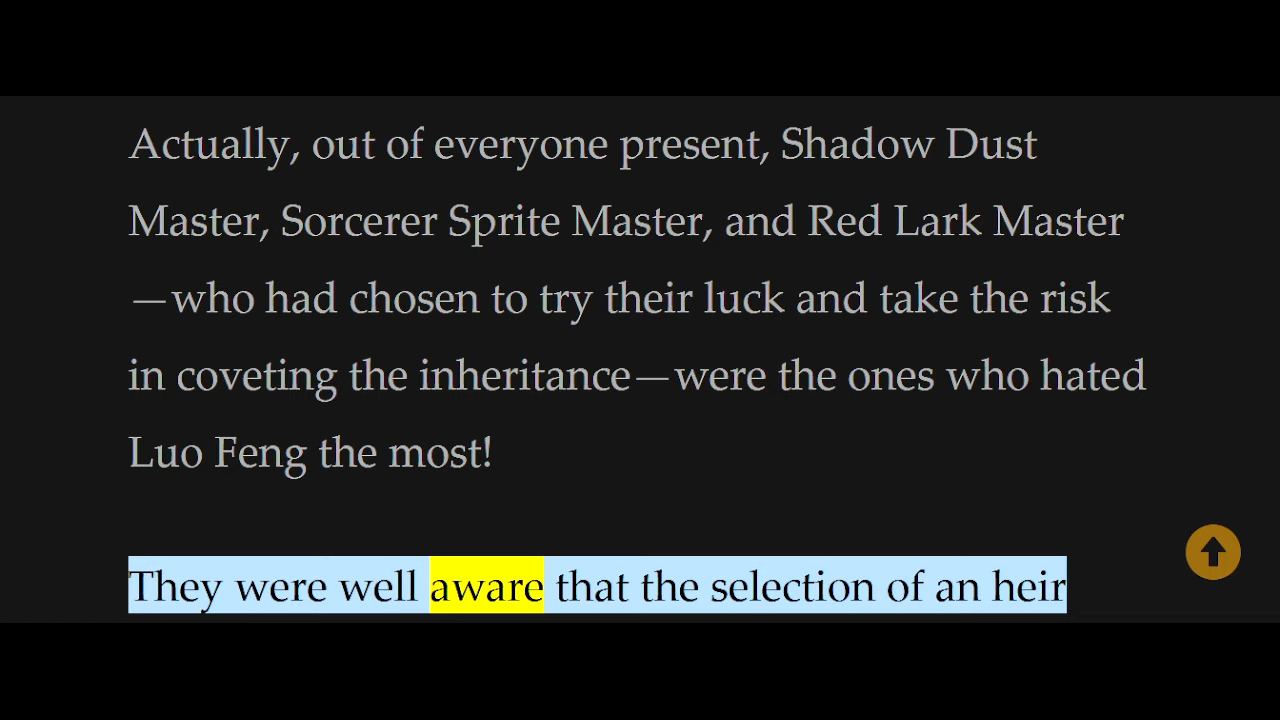 Actually, out of everyone present, Shadow Dust
Master, Sorcerer Sprite Master, and Red Lark Master
—who had chosen to try their luck and take the risk
in coveting the inheritance—were the ones who hated
Luo Feng the most!
They were well aware that the selection of an heir